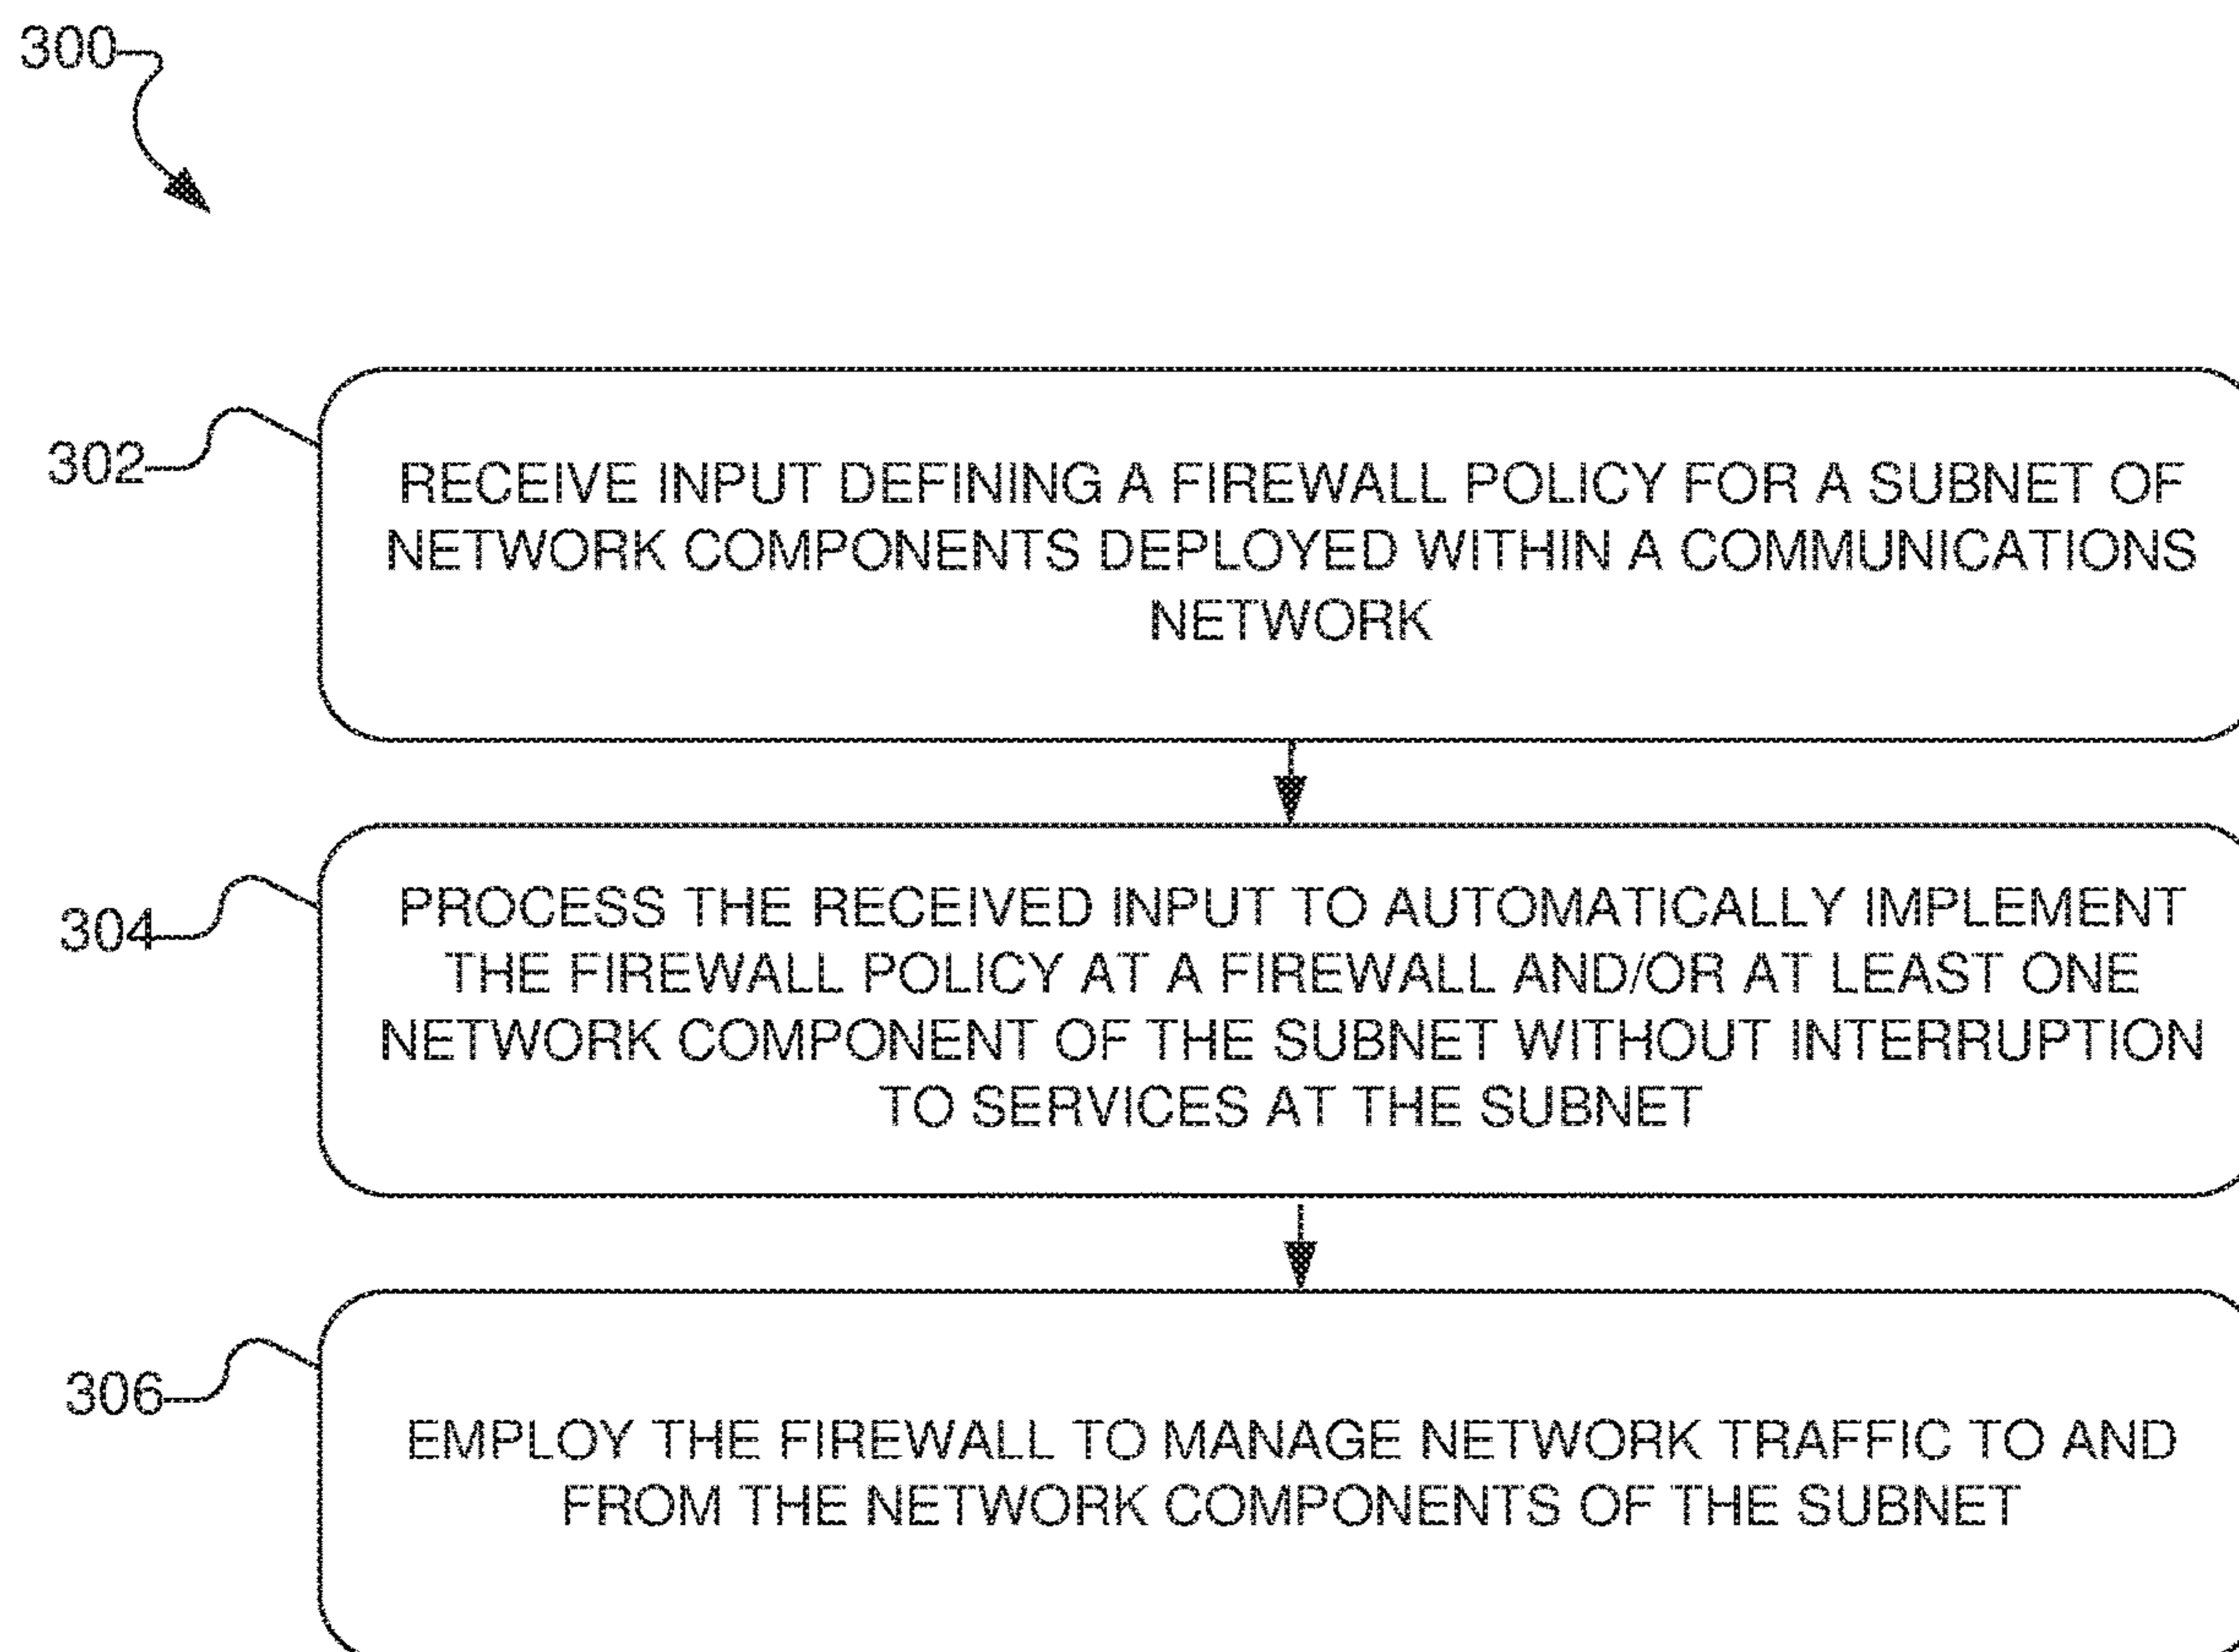 300
302
RECEIVE INPUT DEFINING A FIREWALL POLICY FOR A SUBNET OF
NETWORK COMPONENTS DEPLOYED WITHIN A COMMUNICATIONS
NETWORK
304
PROCESS THE RECEIVED INPUT TO AUTOMATICALLY IMPLEMENT
THE FIREWALL POLICY AT A FIREWALL AND/OR AT LEAST ONE
NETWORK COMPONENT OF THE SUBNET WITHOUT INTERRUPTION
TO SERVICES AT THE SUBNET
306
EMPLOY THE FIREWALL TO MANAGE NETWORK TRAFFIC TO AND
FROM THE NETWORK COMPONENTS OF THE SUBNET